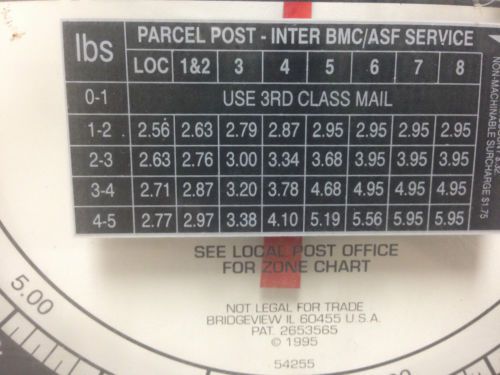 lbs
PARCEL POST - INTER BMC/ASF SERVICE
LOC 1&2 3 4 5 6 7 8
0-1 USE 3RD CLASS MAIL
1-2 2.56 2.63 2.79 2.87 2.95 2.95 2.95 2.95
2-3 2.63 2.76 3.00 3.34 3.68 3.95 3.95 3.95
3-4 2.71 2.87 3.20 3.78 4.68 4.95 4.95 4.95
4-5 2.77 2.97 3.38 4.10 5.19 5.56 5.95 5.95
NON-MACHINABLE SURCHARGE $1.75
SEE LOCAL POST OFFICE
FOR ZONE CHART
5.00
NOT LEGAL FOR TRADE
BRIDGEVIEW IL 60455 U.S.A.
PAT. 2653565
© 1995
54255